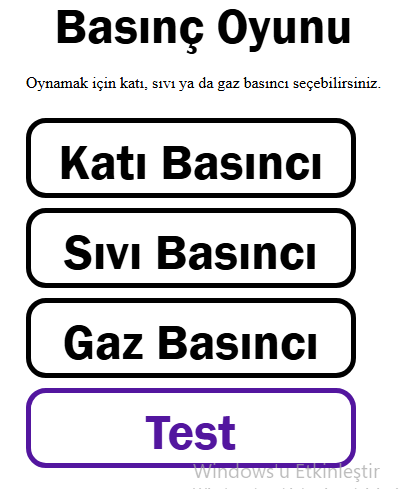 Basınç Oyunu
Oynamak için katı, sıvı ya da gaz basıncı seçebilirsiniz.
Katı Basıncı
Sıvı Basıncı
Gaz Basıncı
Test
Windows'u Etkinleştir